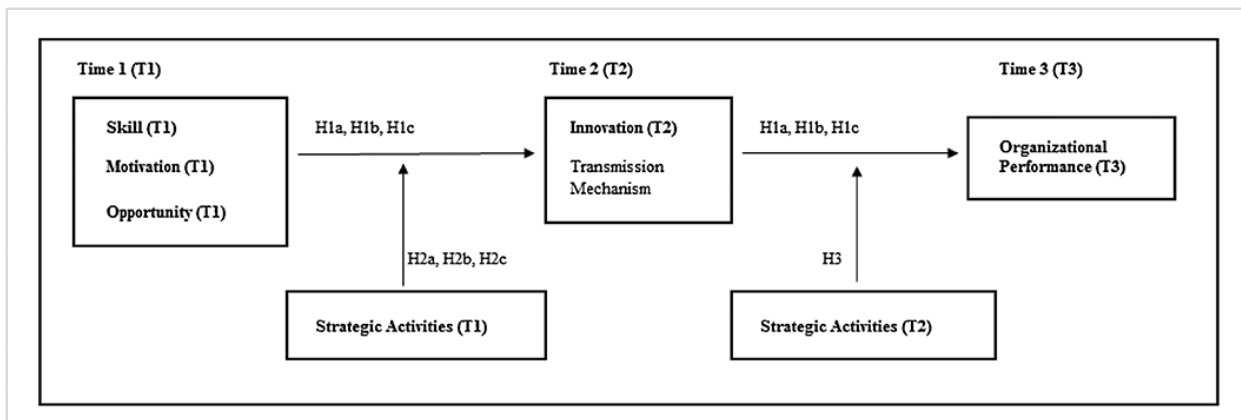 Time 1 (T1)
Time 2 (T2)
Time 3 (T3)
Skill (T1)
Motivation (T1)
Opportunity (T1)
H1a, H1b, H1c
Innovation (T2)
Transmission
Mechanism
H1a, H1b, H1c
Organizational
Performance (T3)
H2a, H2b, H2c
H3
Strategic Activities (T1)
Strategic Activities (T2)